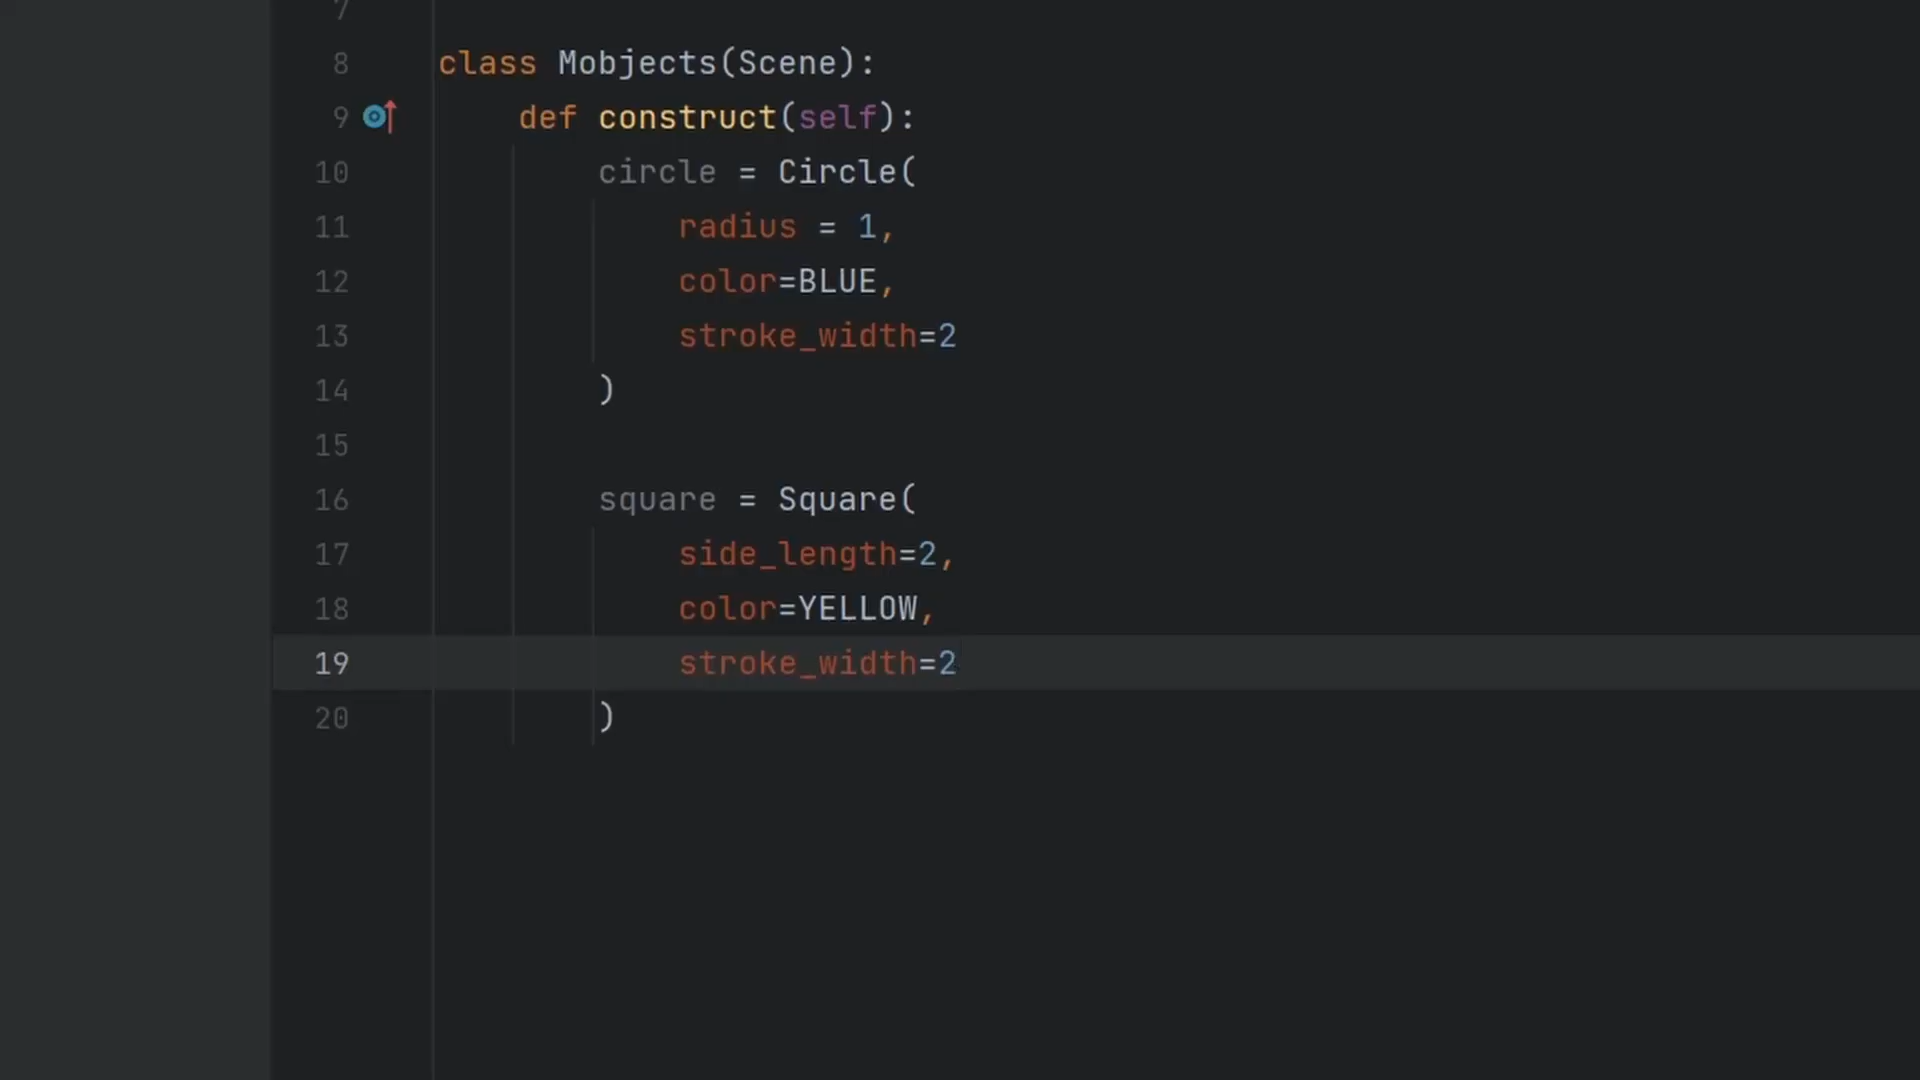 7
8 class Mobjects(Scene):
9 def construct(self):
10 circle = Circle(
11 radius = 1,
12 color=BLUE,
13 stroke_width=2
14 )
15
16 square = Square(
17 side_length=2,
18 color=YELLOW,
19 stroke_width=2
20 )